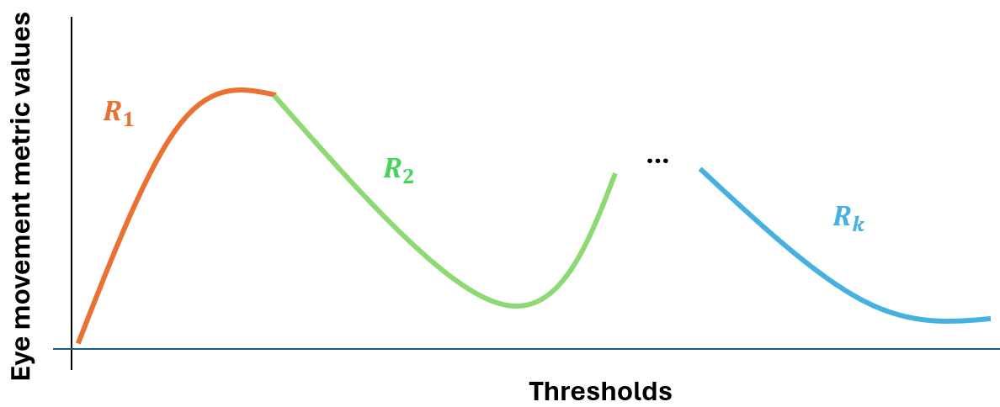 Eye movement metric values
R₁
R₂
...
Rₖ
Thresholds